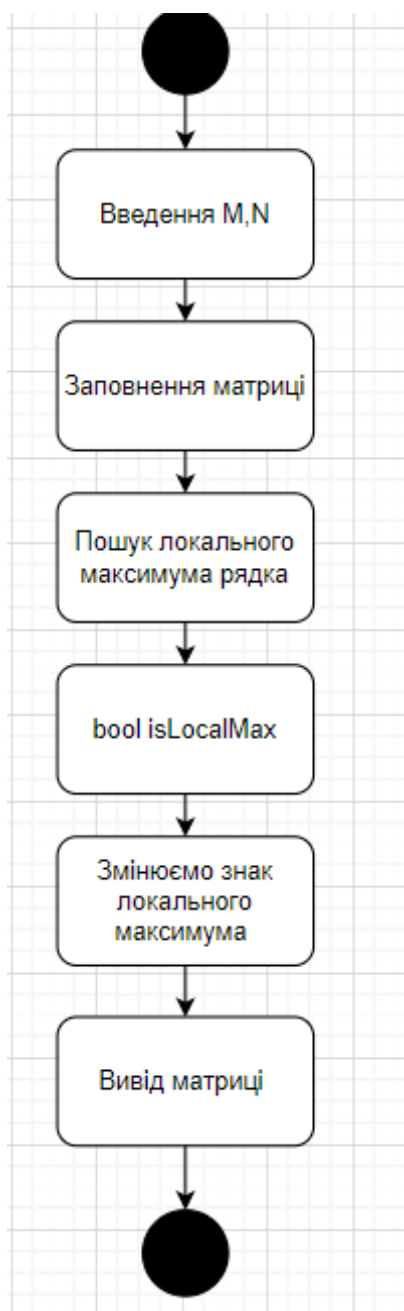 Введення M,N
Заповнення матриці
Пошук локального
максимума рядка
bool isLocalMax
Змінюємо знак
локального
максимума
Вивід матриці